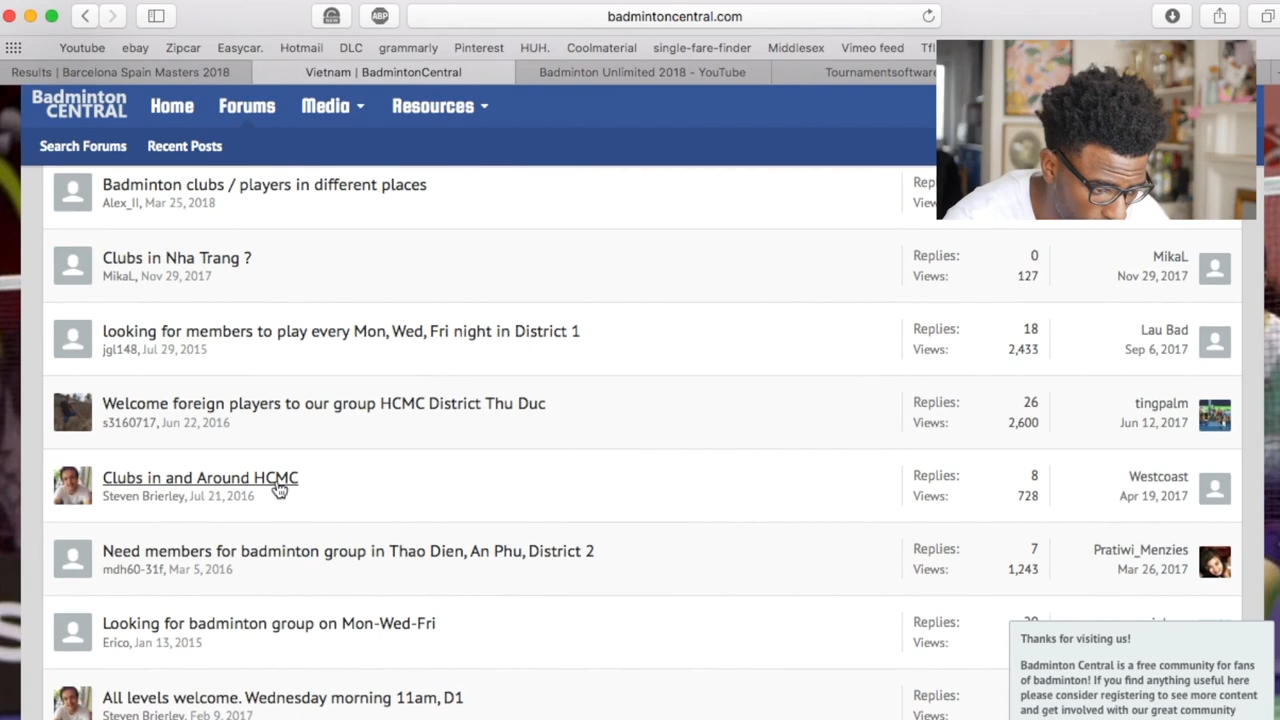 badmintoncentral.com
Youtube ebay Zipcar Easycar. Hotmail DLC grammarly Pinterest HUH. Coolmaterial single-fare-finder Middlesex Vimeo feed Tfl
Results | Barcelona Spain Masters 2018 Vietnam | BadmintonCentral Badminton Unlimited 2018 - YouTube Tournamentsoftware
Badminton CENTRAL Home Forums Media Resources
Search Forums Recent Posts
Badminton clubs / players in different places
Alex_II, Mar 25, 2018
Clubs in Nha Trang ?
MikaL, Nov 29, 2017
Replies: 0 MikaL
Views: 127 Nov 29, 2017
looking for members to play every Mon, Wed, Fri night in District 1
jgl148, Jul 29, 2015
Replies: 18 Lau Bad
Views: 2,433 Sep 6, 2017
Welcome foreign players to our group HCMC District Thu Duc
s3160717, Jun 22, 2016
Replies: 26 tingpalm
Views: 2,600 Jun 12, 2017
Clubs in and Around HCMC
Steven Brierley, Jul 21, 2016
Replies: 8 Westcoast
Views: 728 Apr 19, 2017
Need members for badminton group in Thao Dien, An Phu, District 2
mdh60-31f, Mar 5, 2016
Replies: 7 Pratiwi_Menzies
Views: 1,243 Mar 26, 2017
Looking for badminton group on Mon-Wed-Fri
Erico, Jan 13, 2015
Replies:
Views:
All levels welcome. Wednesday morning 11am, D1
Steven Brierley, Feb 9, 2017
Replies:
Views:
Thanks for visiting us!
Badminton Central is a free community for fans
of badminton! If you find anything useful here
please consider registering to see more content
and get involved with our great community